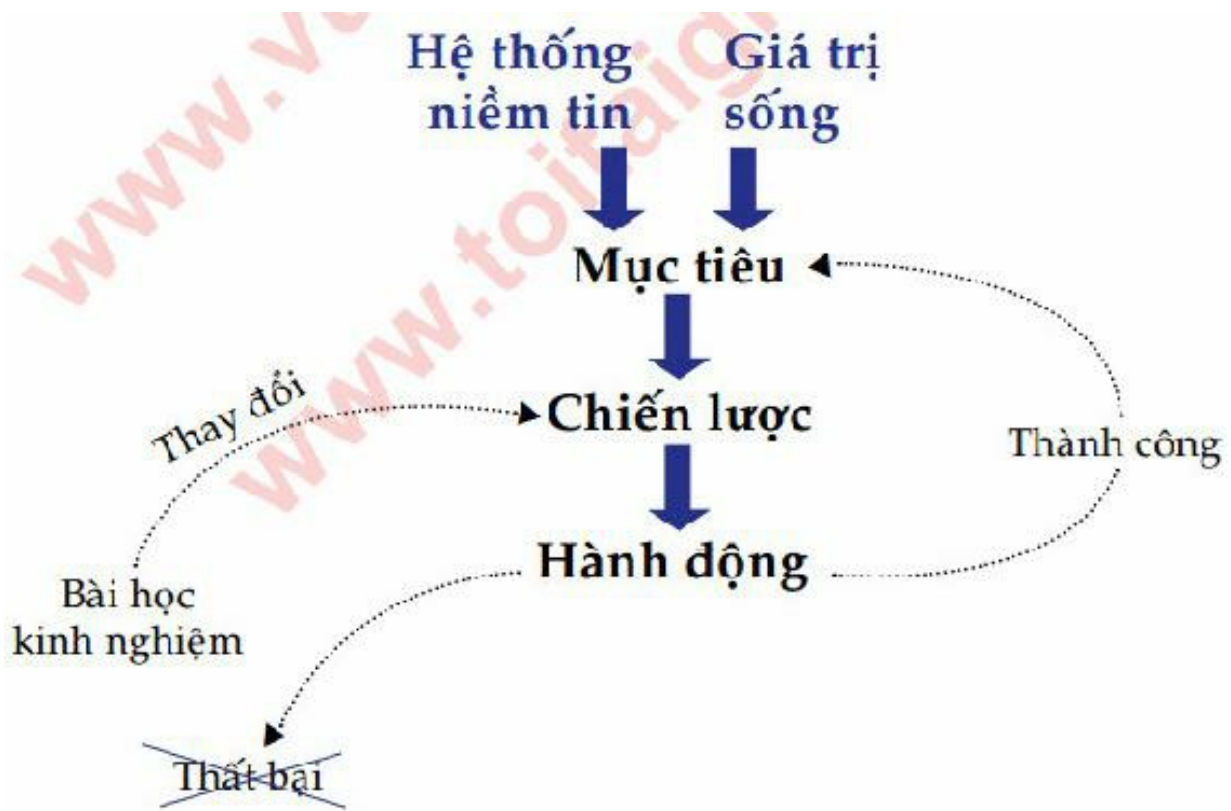 Hệ thống
niềm tin
Giá trị
sống
Mục tiêu
Thay đổi
Chiến lược
Thành công
Hành động
Bài học
kinh nghiệm
Thất bại